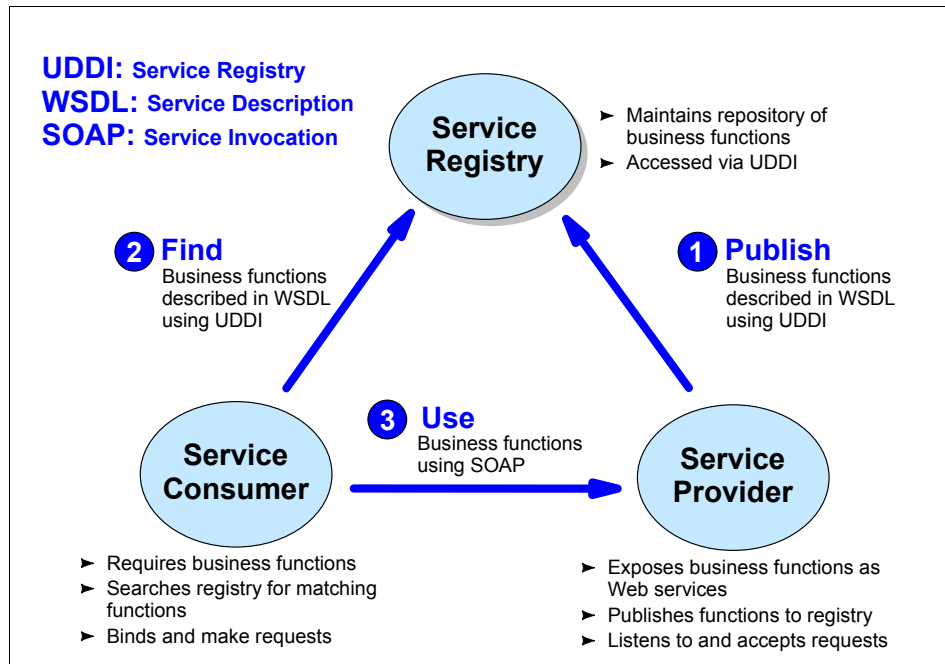 UDDI: Service Registry
WSDL: Service Description
SOAP: Service Invocation
Service
Registry
➤ Maintains repository of
business functions
➤ Accessed via UDDI
2 Find
Business functions
described in WSDL
using UDDI
1 Publish
Business functions
described in WSDL
using UDDI
3 Use
Business functions
using SOAP
Service
Consumer
Service
Provider
➤ Requires business functions
➤ Searches registry for matching
functions
➤ Binds and make requests
➤ Exposes business functions as
Web services
➤ Publishes functions to registry
➤ Listens to and accepts requests